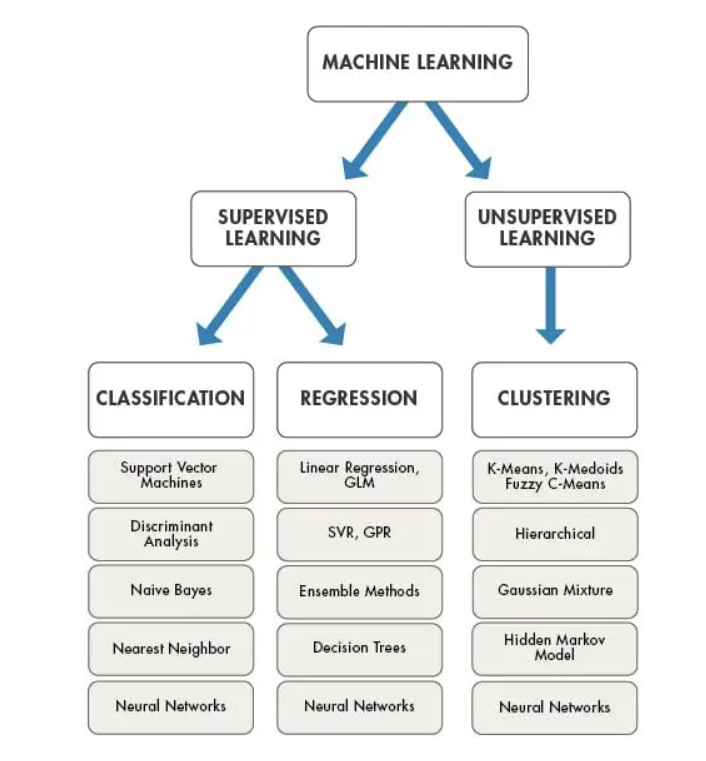 MACHINE LEARNING
SUPERVISED
LEARNING
UNSUPERVISED
LEARNING
CLASSIFICATION
REGRESSION
CLUSTERING
Support Vector
Machines
Linear Regression,
GLM
K-Means, K-Medoids
Fuzzy C-Means
Discriminant
Analysis
SVR, GPR
Hierarchical
Naive Bayes
Ensemble Methods
Gaussian Mixture
Nearest Neighbor
Decision Trees
Hidden Markov
Model
Neural Networks
Neural Networks
Neural Networks